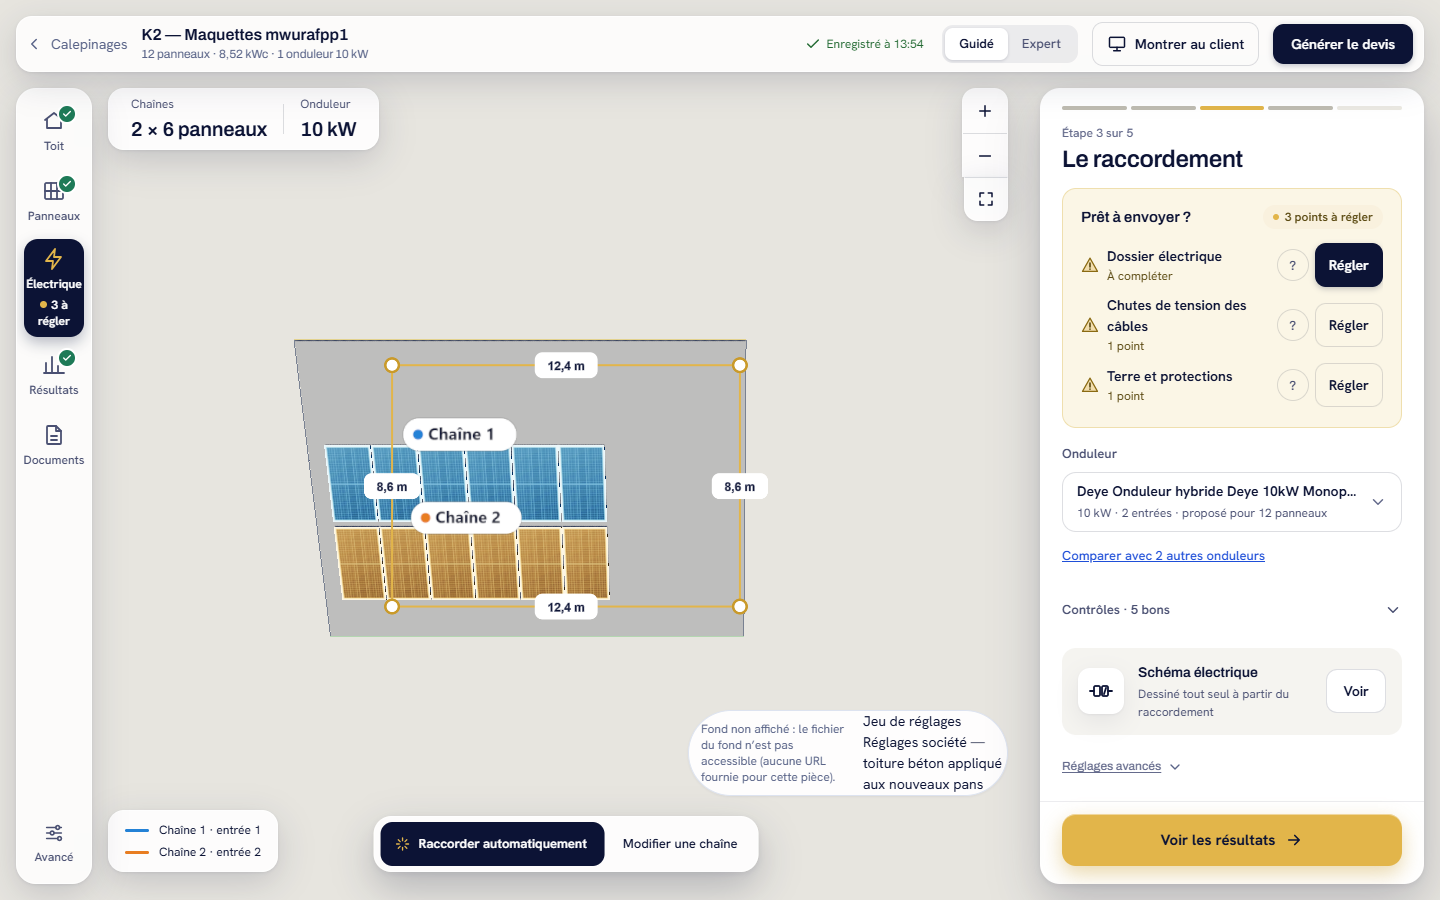 Calepinages
K2 — Maquettes mwurafpp1
12 panneaux · 8,52 kWc · 1 onduleur 10 kW
Enregistré à 13:54
Guidé
Expert
Montrer au client
Générer le devis
Toit
Panneaux
Électrique
3 à
régler
Résultats
Documents
Avancé
Chaînes
2 × 6 panneaux
Onduleur
10 kW
+
−
12,4 m
Chaîne 1
8,6 m
8,6 m
Chaîne 2
12,4 m
Fond non affiché : le fichier
du fond n’est pas
accessible (aucune URL
fournie pour cette pièce).
Jeu de réglages
Réglages société —
toiture béton appliqué
aux nouveaux pans
Chaîne 1 · entrée 1
Chaîne 2 · entrée 2
Raccorder automatiquement
Modifier une chaîne
Étape 3 sur 5
Le raccordement
Prêt à envoyer ?
3 points à régler
Dossier électrique
À compléter
?
Régler
Chutes de tension des
câbles
1 point
?
Régler
Terre et protections
1 point
?
Régler
Onduleur
Deye Onduleur hybride Deye 10kW Monop...
10 kW · 2 entrées · proposé pour 12 panneaux
Comparer avec 2 autres onduleurs
Contrôles · 5 bons
Schéma électrique
Dessiné tout seul à partir du
raccordement
Voir
Réglages avancés
Voir les résultats